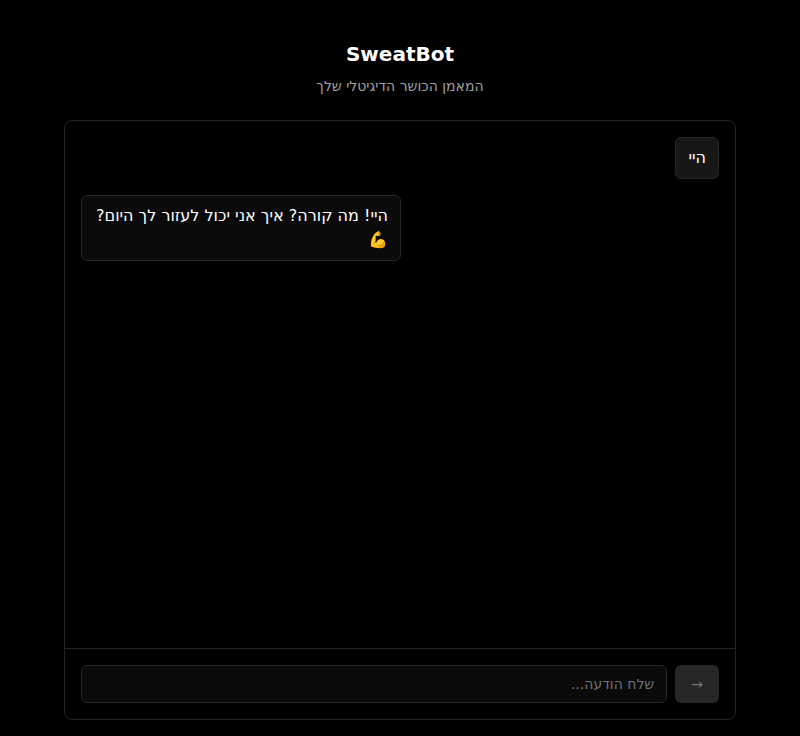 SweatBot
המאמן הכושר הדיגיטלי שלך
היי
היי! מה קורה? איך אני יכול לעזור לך היום?
💪
שלח הודעה...
→